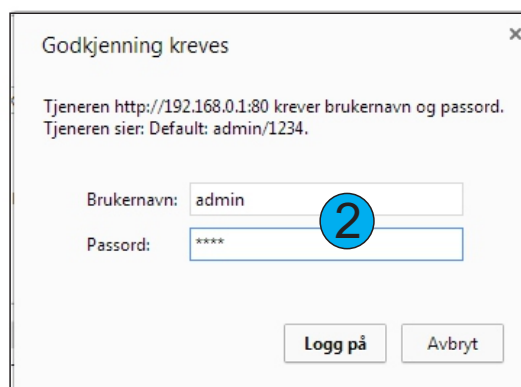 Godkjenning kreves
Tjeneren http://192.168.0.1:80 krever brukernavn og passord.
Tjeneren sier: Default: admin/1234.
Brukernavn: admin
2
Passord: ****
Logg på Avbryt